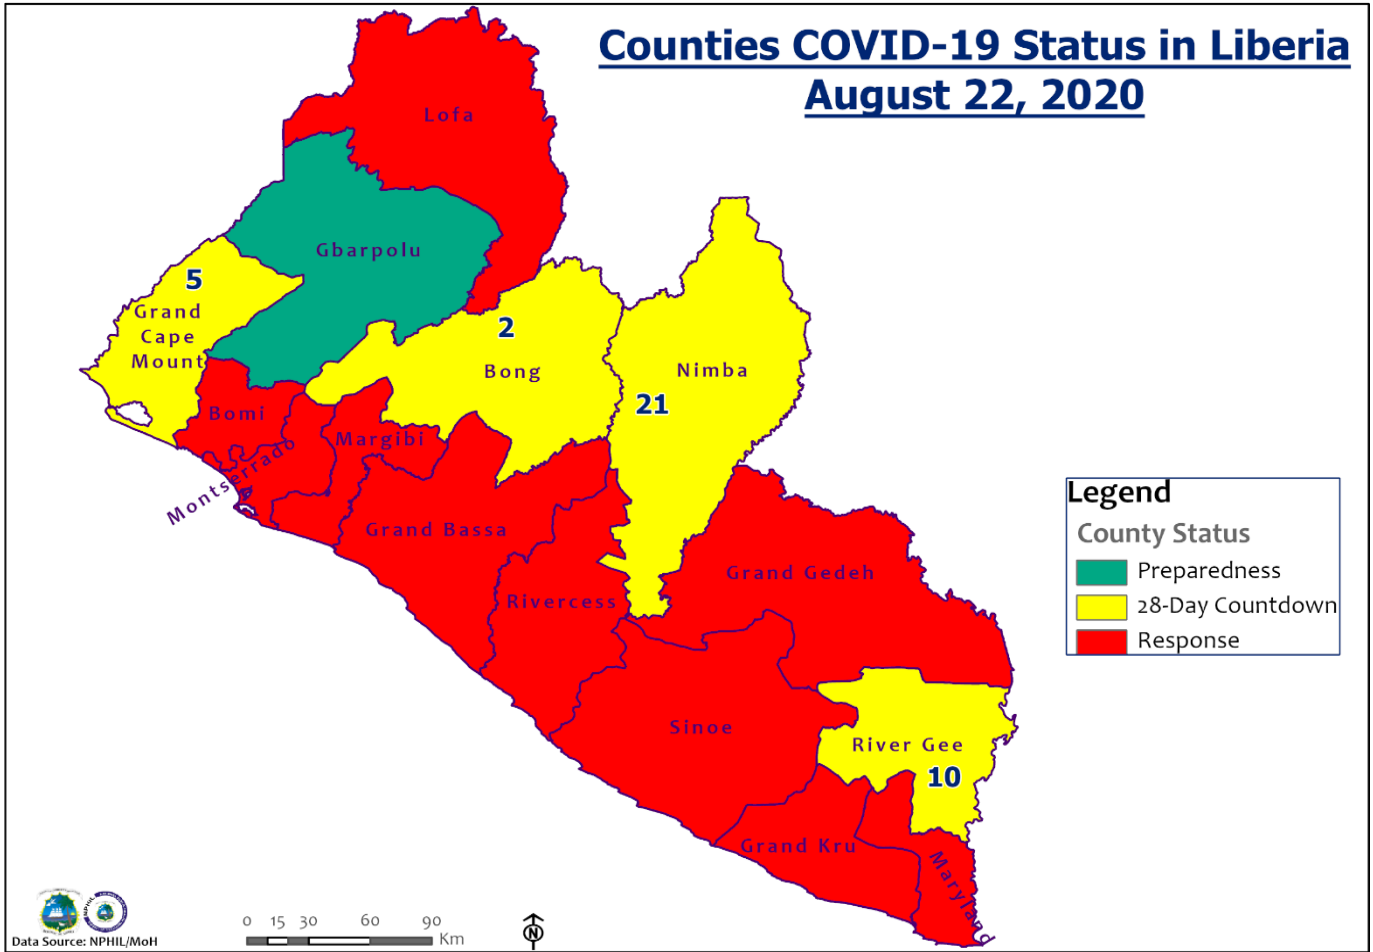 Counties COVID-19 Status in Liberia
August 22, 2020
Lofa
Gbarpolu
5
Grand
Cape
Mount
2
Bong
Nimba
21
Bomi
Margibi
Montserrado
Grand Bassa
Rivercess
Grand Gedeh
Sinoe
River Gee
10
Grand Kru
Maryland
Legend
County Status
Preparedness
28-Day Countdown
Response
Data Source: NPHIL/MoH
0 15 30 60 90
Km
N